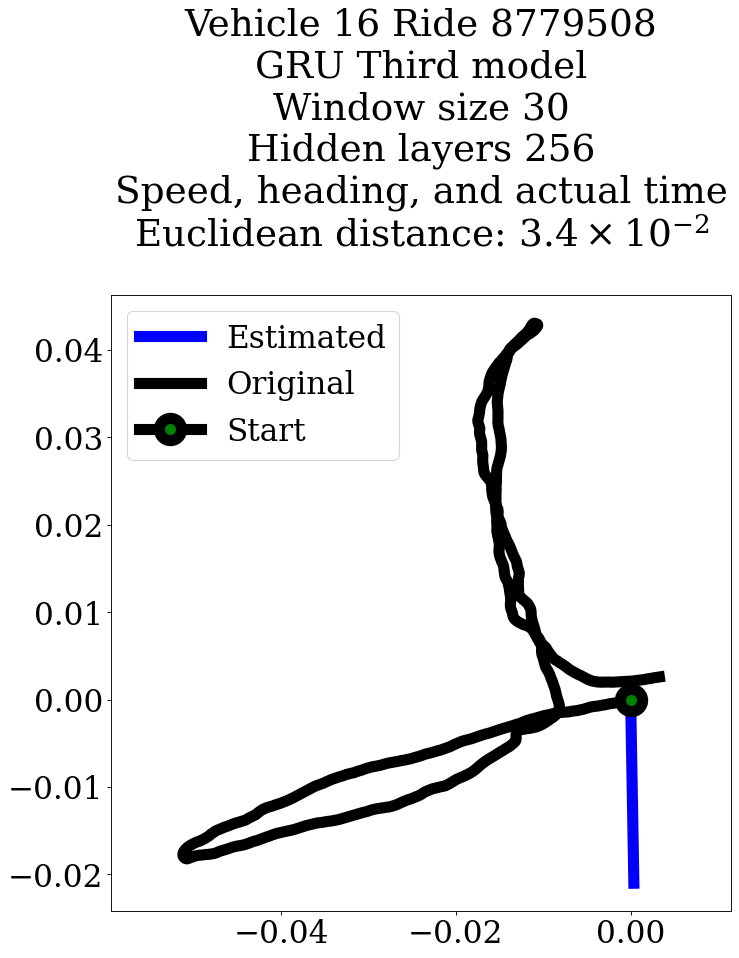 Vehicle 16 Ride 8779508
GRU Third model
Window size 30
Hidden layers 256
Speed, heading, and actual time
Euclidean distance: 3.4 × 10⁻²
Estimated
Original
Start
0.04
0.03
0.02
0.01
0.00
−0.01
−0.02
−0.04 −0.02 0.00